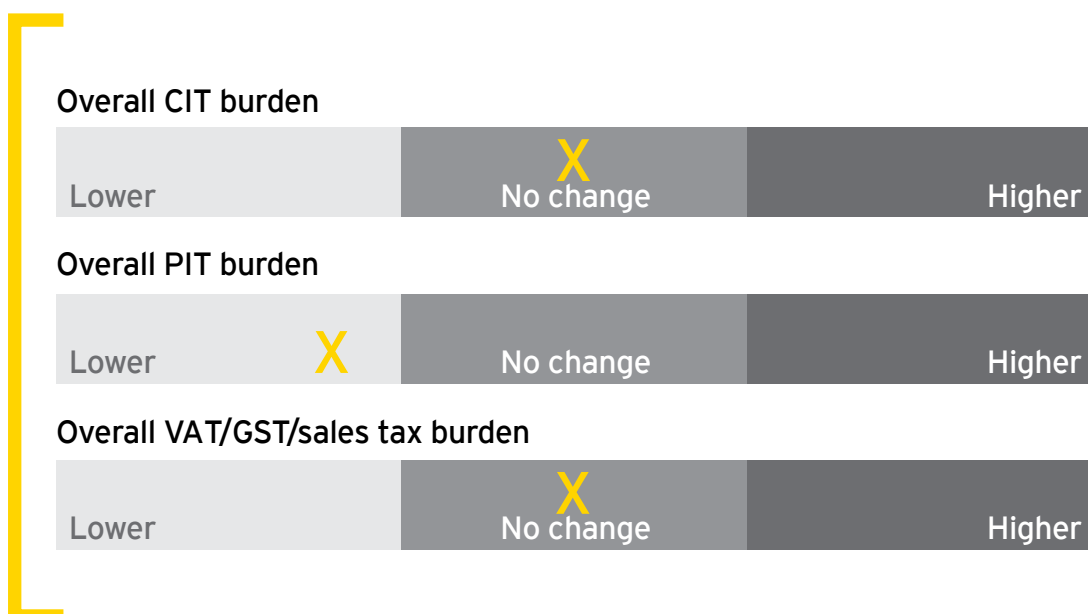 Overall CIT burden
X
Lower No change Higher
Overall PIT burden
Lower X No change Higher
Overall VAT/GST/sales tax burden
X
Lower No change Higher